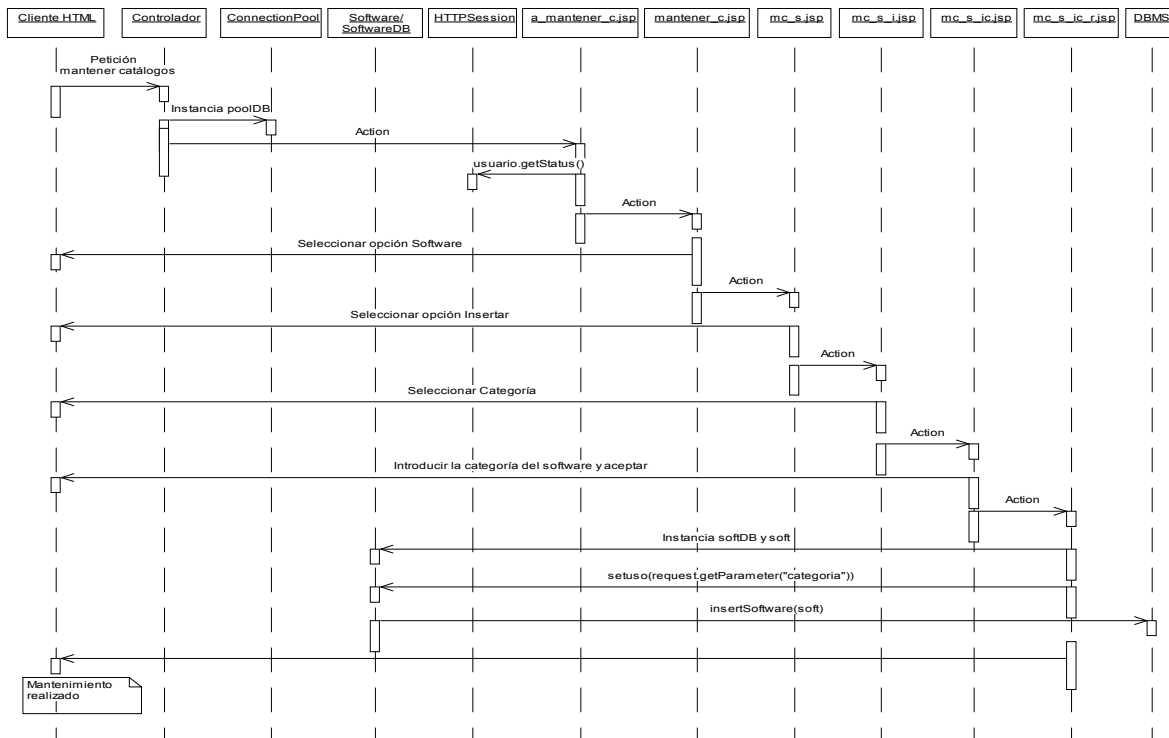 Cliente HTML
Controlador
ConnectionPool
Software/
SoftwareDB
HTTPSession
a_mantener_c.jsp
mantener_c.jsp
mc_s.jsp
mc_s_i.jsp
mc_s_ic.jsp
mc_s_ic_r.jsp
DBMS
Petición
mantener catálogos
Instancia poolDB
Action
usuario.getStatus()
Action
Seleccionar opción Software
Action
Seleccionar opción Insertar
Action
Seleccionar Categoría
Action
Introducir la categoría del software y aceptar
Action
Instancia softDB y soft
setuso(request.getParameter("categoria"))
insertSoftware(soft)
Mantenimiento
realizado